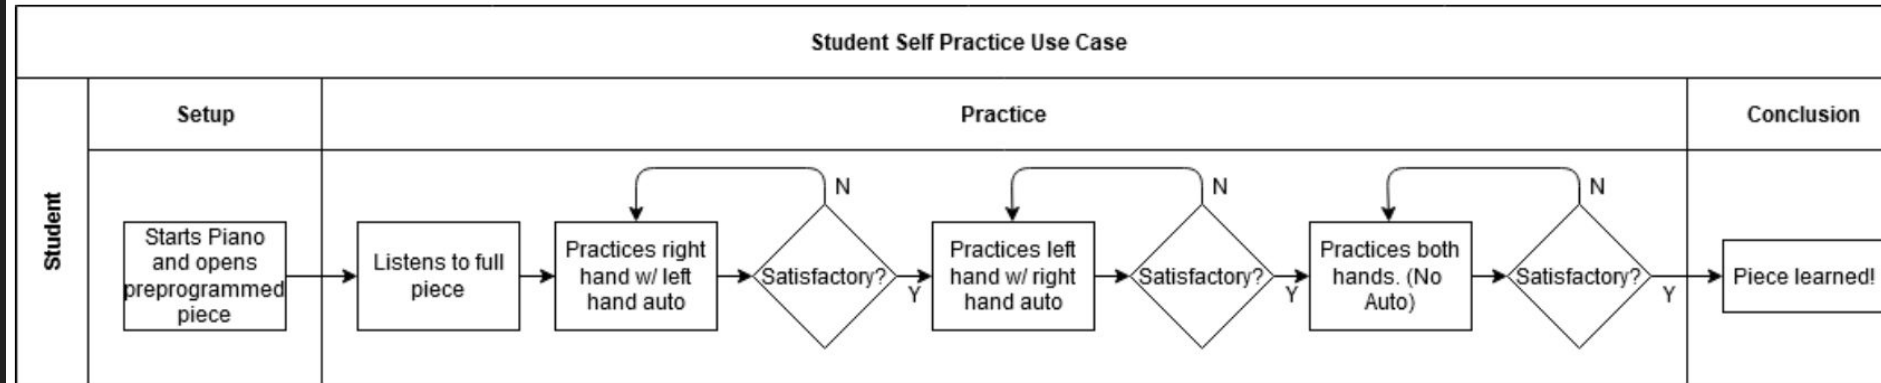 Student Self Practice Use Case
Setup
Practice
Conclusion
Student
Starts Piano
and opens
preprogrammed
piece
Listens to full
piece
Practices right
hand w/ left
hand auto
Satisfactory?
N
Y
Practices left
hand w/ right
hand auto
Satisfactory?
N
Y
Practices both
hands. (No
Auto)
Satisfactory?
N
Y
Piece learned!